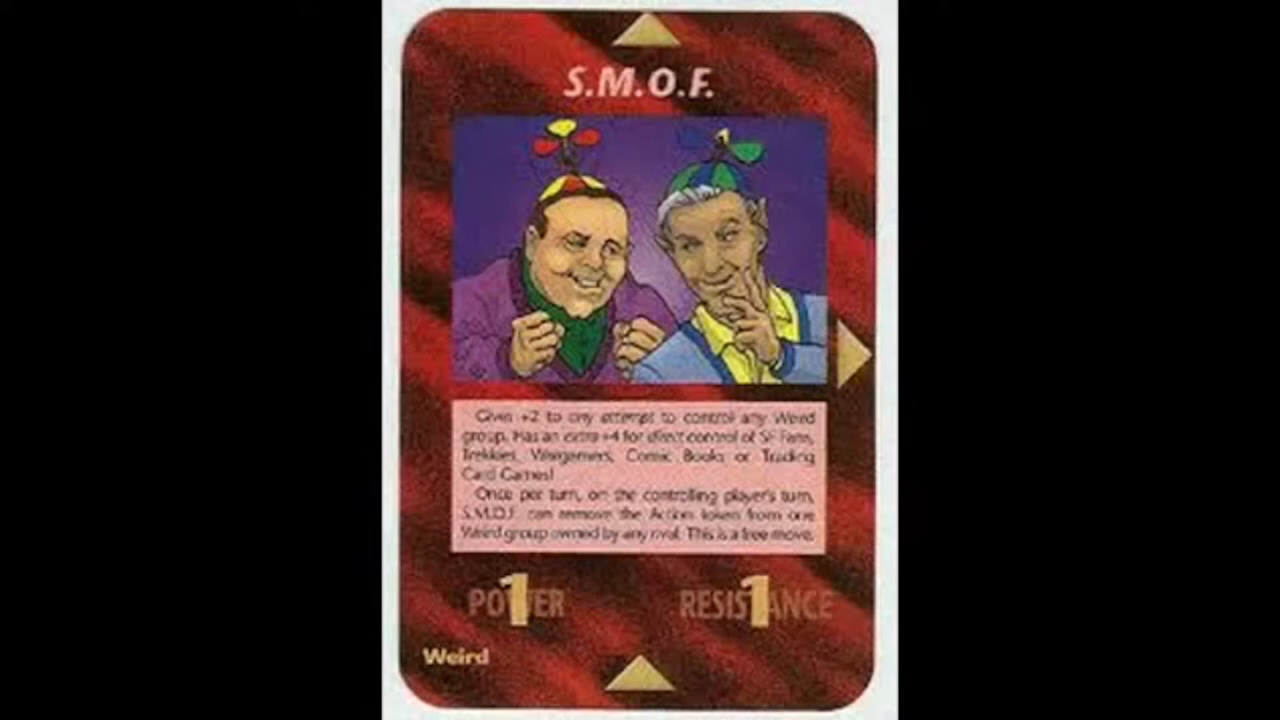 S.M.O.F.
Gives +2 to any attempt to control any Weird
group. Has an extra +4 for direct control of SF Fans,
Trekkies, Wargamers, Comic Books or Trading
Card Games!
Once per turn, on the controlling player's turn,
S.M.O.F. can remove the Action token from one
Weird group owned by any rival. This is a free move.
POWER 1
RESISTANCE 1
Weird